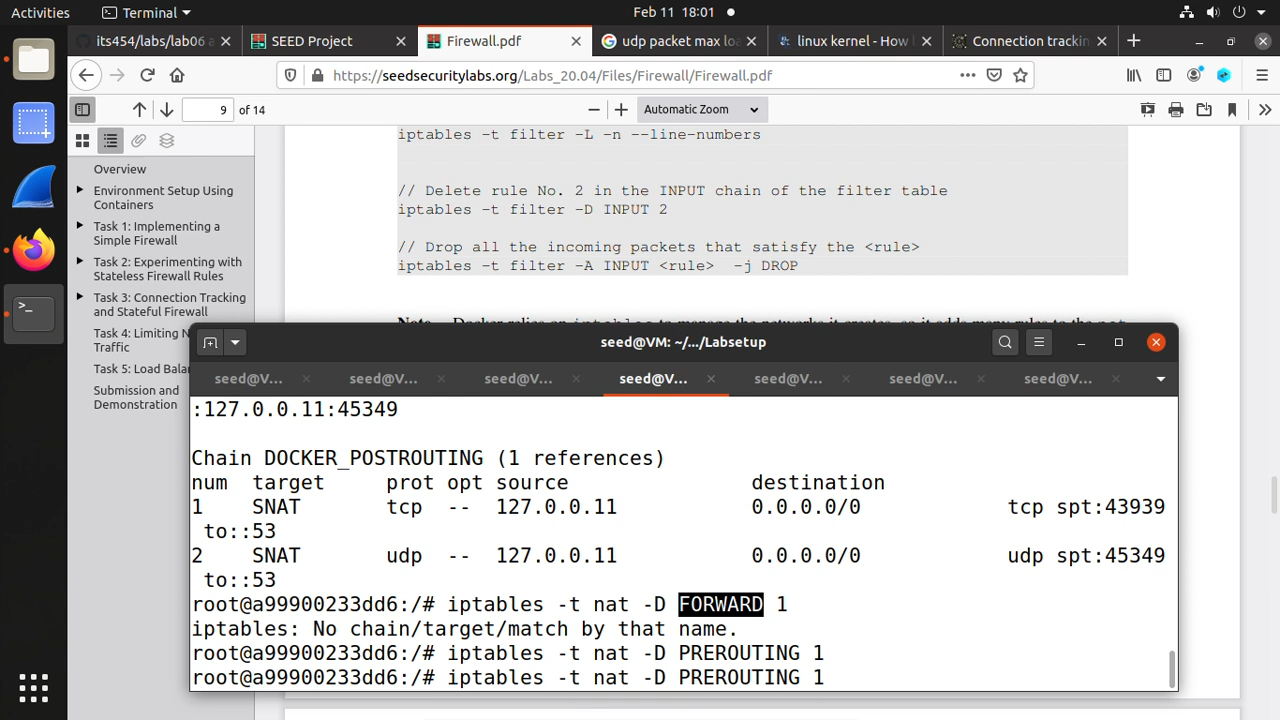 Activities
Terminal
Feb 11 18:01
its454/labs/lab06
SEED Project
Firewall.pdf
udp packet max lo
linux kernel - How
Connection trackin
https://seedsecuritylabs.org/Labs_20.04/Files/Firewall/Firewall.pdf
9 of 14
Automatic Zoom
Overview
Environment Setup Using
Containers
Task 1: Implementing a
Simple Firewall
Task 2: Experimenting with
Stateless Firewall Rules
Task 3: Connection Tracking
and Stateful Firewall
Task 4: Limiting N
Traffic
Task 5: Load Bala
Submission and
Demonstration
iptables -t filter -L -n --line-numbers
// Delete rule No. 2 in the INPUT chain of the filter table
iptables -t filter -D INPUT 2
// Drop all the incoming packets that satisfy the <rule>
iptables -t filter -A INPUT <rule> -j DROP
seed@VM: ~/.../Labsetup
seed@V... seed@V... seed@V... seed@V... seed@V... seed@V... seed@V...
:127.0.0.11:45349
Chain DOCKER_POSTROUTING (1 references)
num target prot opt source destination
1 SNAT tcp -- 127.0.0.11 0.0.0.0/0 tcp spt:43939
to::53
2 SNAT udp -- 127.0.0.11 0.0.0.0/0 udp spt:45349
to::53
root@a99900233dd6:/# iptables -t nat -D FORWARD 1
iptables: No chain/target/match by that name.
root@a99900233dd6:/# iptables -t nat -D PREROUTING 1
root@a99900233dd6:/# iptables -t nat -D PREROUTING 1